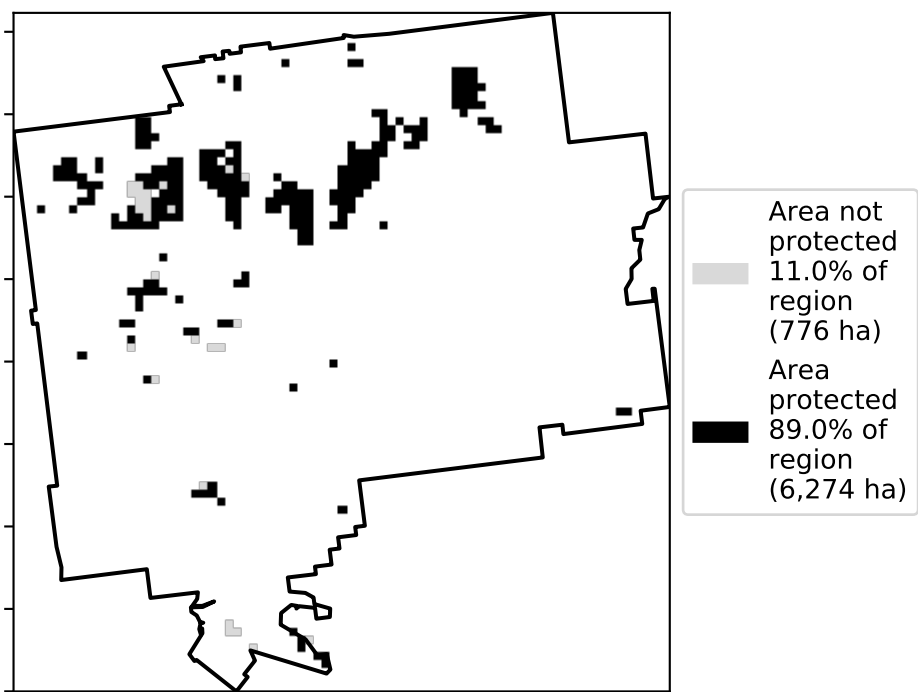 Area not
protected
11.0% of
region
(776 ha)
Area
protected
89.0% of
region
(6,274 ha)